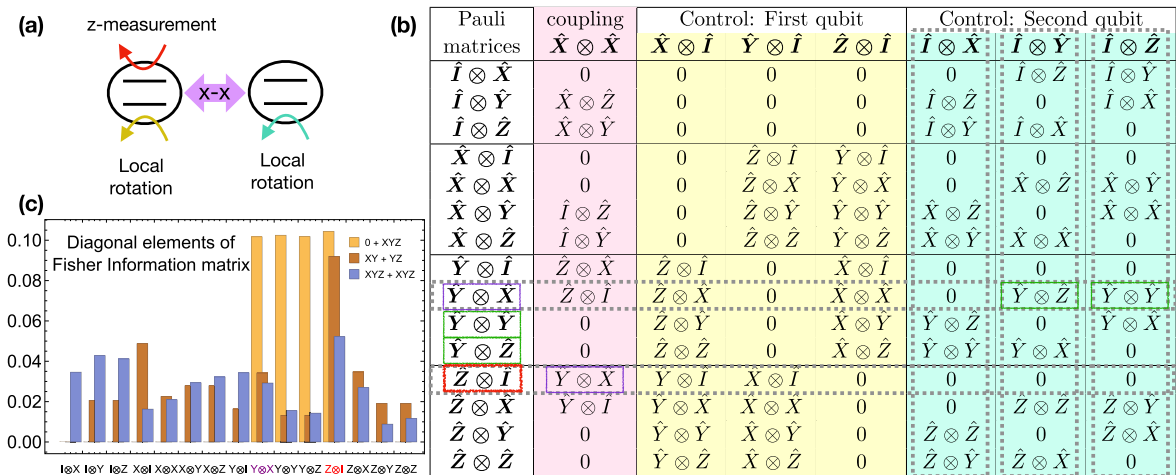 (a)
z-measurement
x-x
Local rotation
Local rotation
(b)
Pauli matrices | coupling X̂ ⊗ X̂ | Control: First qubit X̂ ⊗ Î | Ŷ ⊗ Î | Ẑ ⊗ Î | Control: Second qubit Î ⊗ X̂ | Î ⊗ Ŷ | Î ⊗ Ẑ
Î ⊗ X̂ | 0 | 0 | 0 | 0 | 0 | Î ⊗ Ẑ | Î ⊗ Ŷ
Î ⊗ Ŷ | X̂ ⊗ Ẑ | 0 | 0 | 0 | Î ⊗ Ẑ | 0 | Î ⊗ X̂
Î ⊗ Ẑ | X̂ ⊗ Ŷ | 0 | 0 | 0 | Î ⊗ Ŷ | Î ⊗ X̂ | 0
X̂ ⊗ Î | 0 | 0 | Ẑ ⊗ Î | Ŷ ⊗ Î | 0 | 0 | 0
X̂ ⊗ X̂ | 0 | 0 | Ẑ ⊗ X̂ | Ŷ ⊗ X̂ | 0 | X̂ ⊗ Ẑ | X̂ ⊗ Ŷ
X̂ ⊗ Ŷ | Î ⊗ Ẑ | 0 | Ẑ ⊗ Ŷ | Ŷ ⊗ Ŷ | X̂ ⊗ Ẑ | 0 | X̂ ⊗ X̂
X̂ ⊗ Ẑ | Î ⊗ Ŷ | 0 | Ẑ ⊗ Ẑ | Ŷ ⊗ Ẑ | X̂ ⊗ Ŷ | X̂ ⊗ X̂ | 0
Ŷ ⊗ Î | Ẑ ⊗ X̂ | Ẑ ⊗ Î | 0 | X̂ ⊗ Î | 0 | 0 | 0
Ŷ ⊗ X̂ | Ẑ ⊗ Î | Ẑ ⊗ X̂ | 0 | X̂ ⊗ X̂ | 0 | Ŷ ⊗ Ẑ | Ŷ ⊗ Ŷ
Ŷ ⊗ Ŷ | 0 | Ẑ ⊗ Ŷ | 0 | X̂ ⊗ Ŷ | Ŷ ⊗ Ẑ | 0 | Ŷ ⊗ X̂
Ŷ ⊗ Ẑ | 0 | Ẑ ⊗ Ẑ | 0 | X̂ ⊗ Ẑ | Ŷ ⊗ Ŷ | Ŷ ⊗ X̂ | 0
Ẑ ⊗ Î | Ŷ ⊗ X̂ | Ŷ ⊗ Î | X̂ ⊗ Î | 0 | 0 | 0 | 0
Ẑ ⊗ X̂ | Ŷ ⊗ Î | Ŷ ⊗ X̂ | X̂ ⊗ X̂ | 0 | 0 | Ẑ ⊗ Ẑ | Ẑ ⊗ Ŷ
Ẑ ⊗ Ŷ | 0 | Ŷ ⊗ Ŷ | X̂ ⊗ Ŷ | 0 | Ẑ ⊗ Ẑ | 0 | Ẑ ⊗ X̂
Ẑ ⊗ Ẑ | 0 | Ŷ ⊗ Ẑ | X̂ ⊗ Ẑ | 0 | Ẑ ⊗ Ŷ | Ẑ ⊗ X̂ | 0
(c)
Diagonal elements of
Fisher Information matrix
0 + XYZ
XY + YZ
XYZ + XYZ
0.10
0.08
0.06
0.04
0.02
0.00
I⊗X I⊗Y I⊗Z X⊗I X⊗X X⊗Y X⊗Z Y⊗I Y⊗X Y⊗Y Y⊗Z Z⊗I Z⊗X Z⊗Y Z⊗Z